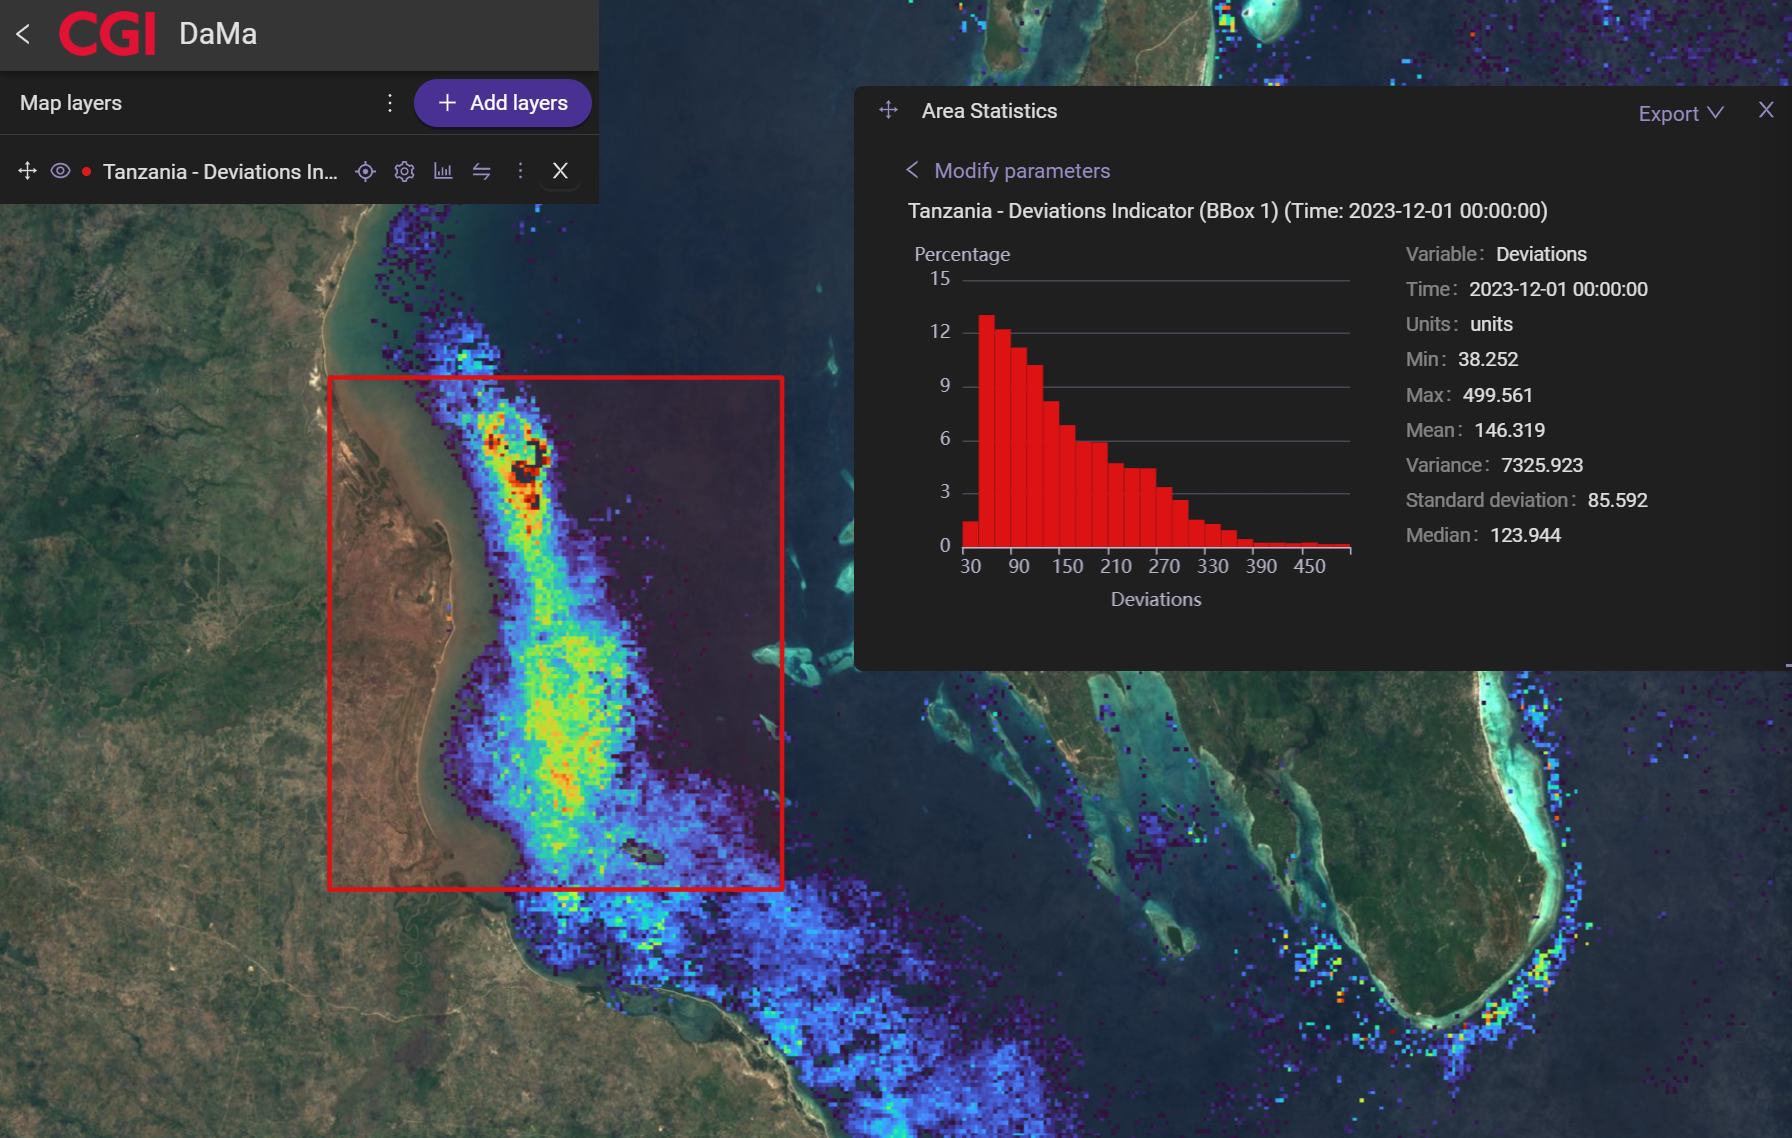 CGI DaMa
Map layers
Add layers
Tanzania - Deviations In...
Area Statistics
Export
Modify parameters
Tanzania - Deviations Indicator (BBox 1) (Time: 2023-12-01 00:00:00)
Percentage
15
12
9
6
3
0
30 90 150 210 270 330 390 450
Deviations
Variable: Deviations
Time: 2023-12-01 00:00:00
Units: units
Min: 38.252
Max: 499.561
Mean: 146.319
Variance: 7325.923
Standard deviation: 85.592
Median: 123.944